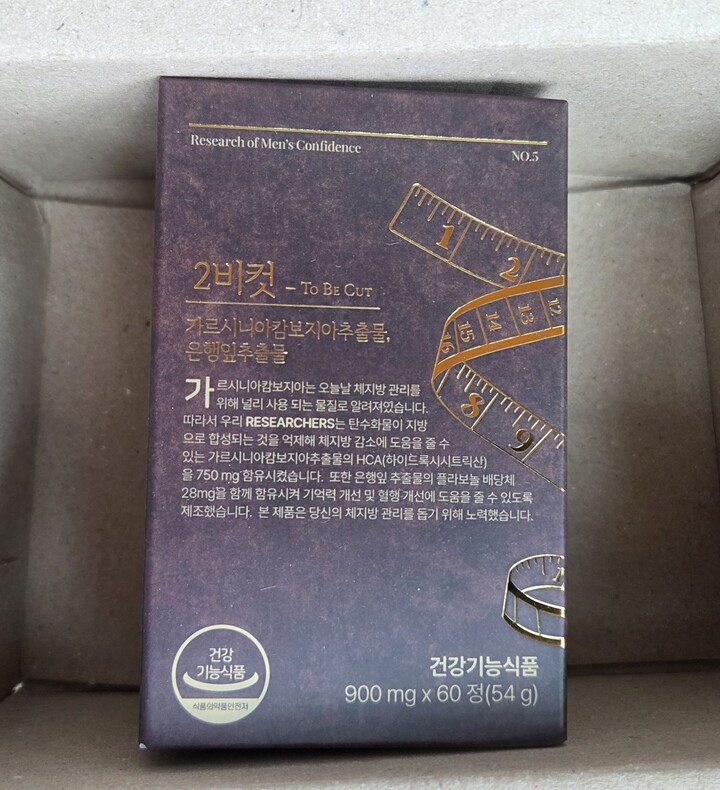 Research of Men's Confidence
NO.5
1
2
12
13
14
15
16
8
9
2비컷 – To Be Cut
가르시니아캄보지아추출물,
은행잎추출물
가르시니아캄보지아는 오늘날 체지방 관리를
위해 널리 사용 되는 물질로 알려져있습니다.
따라서 우리 RESEARCHERS는 탄수화물이 지방
으로 합성되는 것을 억제해 체지방 감소에 도움을 줄 수
있는 가르시니아캄보지아추출물의 HCA(하이드록시시트릭산)
을 750 mg 함유시켰습니다. 또한 은행잎 추출물의 플라보놀 배당체
28mg을 함께 함유시켜 기억력 개선 및 혈행 개선에 도움을 줄 수 있도록
제조했습니다. 본 제품은 당신의 체지방 관리를 돕기 위해 노력했습니다.
건강
기능식품
식품의약품안전처
건강기능식품
900 mg x 60 정(54 g)